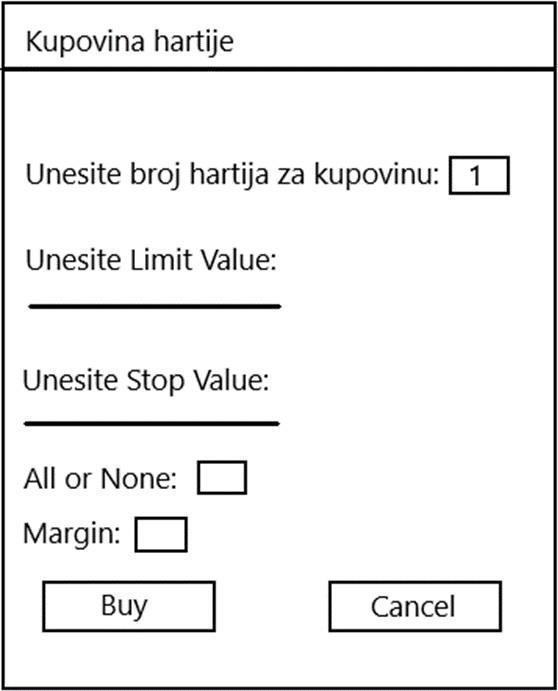 Kupovina hartije
Unesite broj hartija za kupovinu: 1
Unesite Limit Value:
Unesite Stop Value:
All or None:
Margin:
Buy Cancel